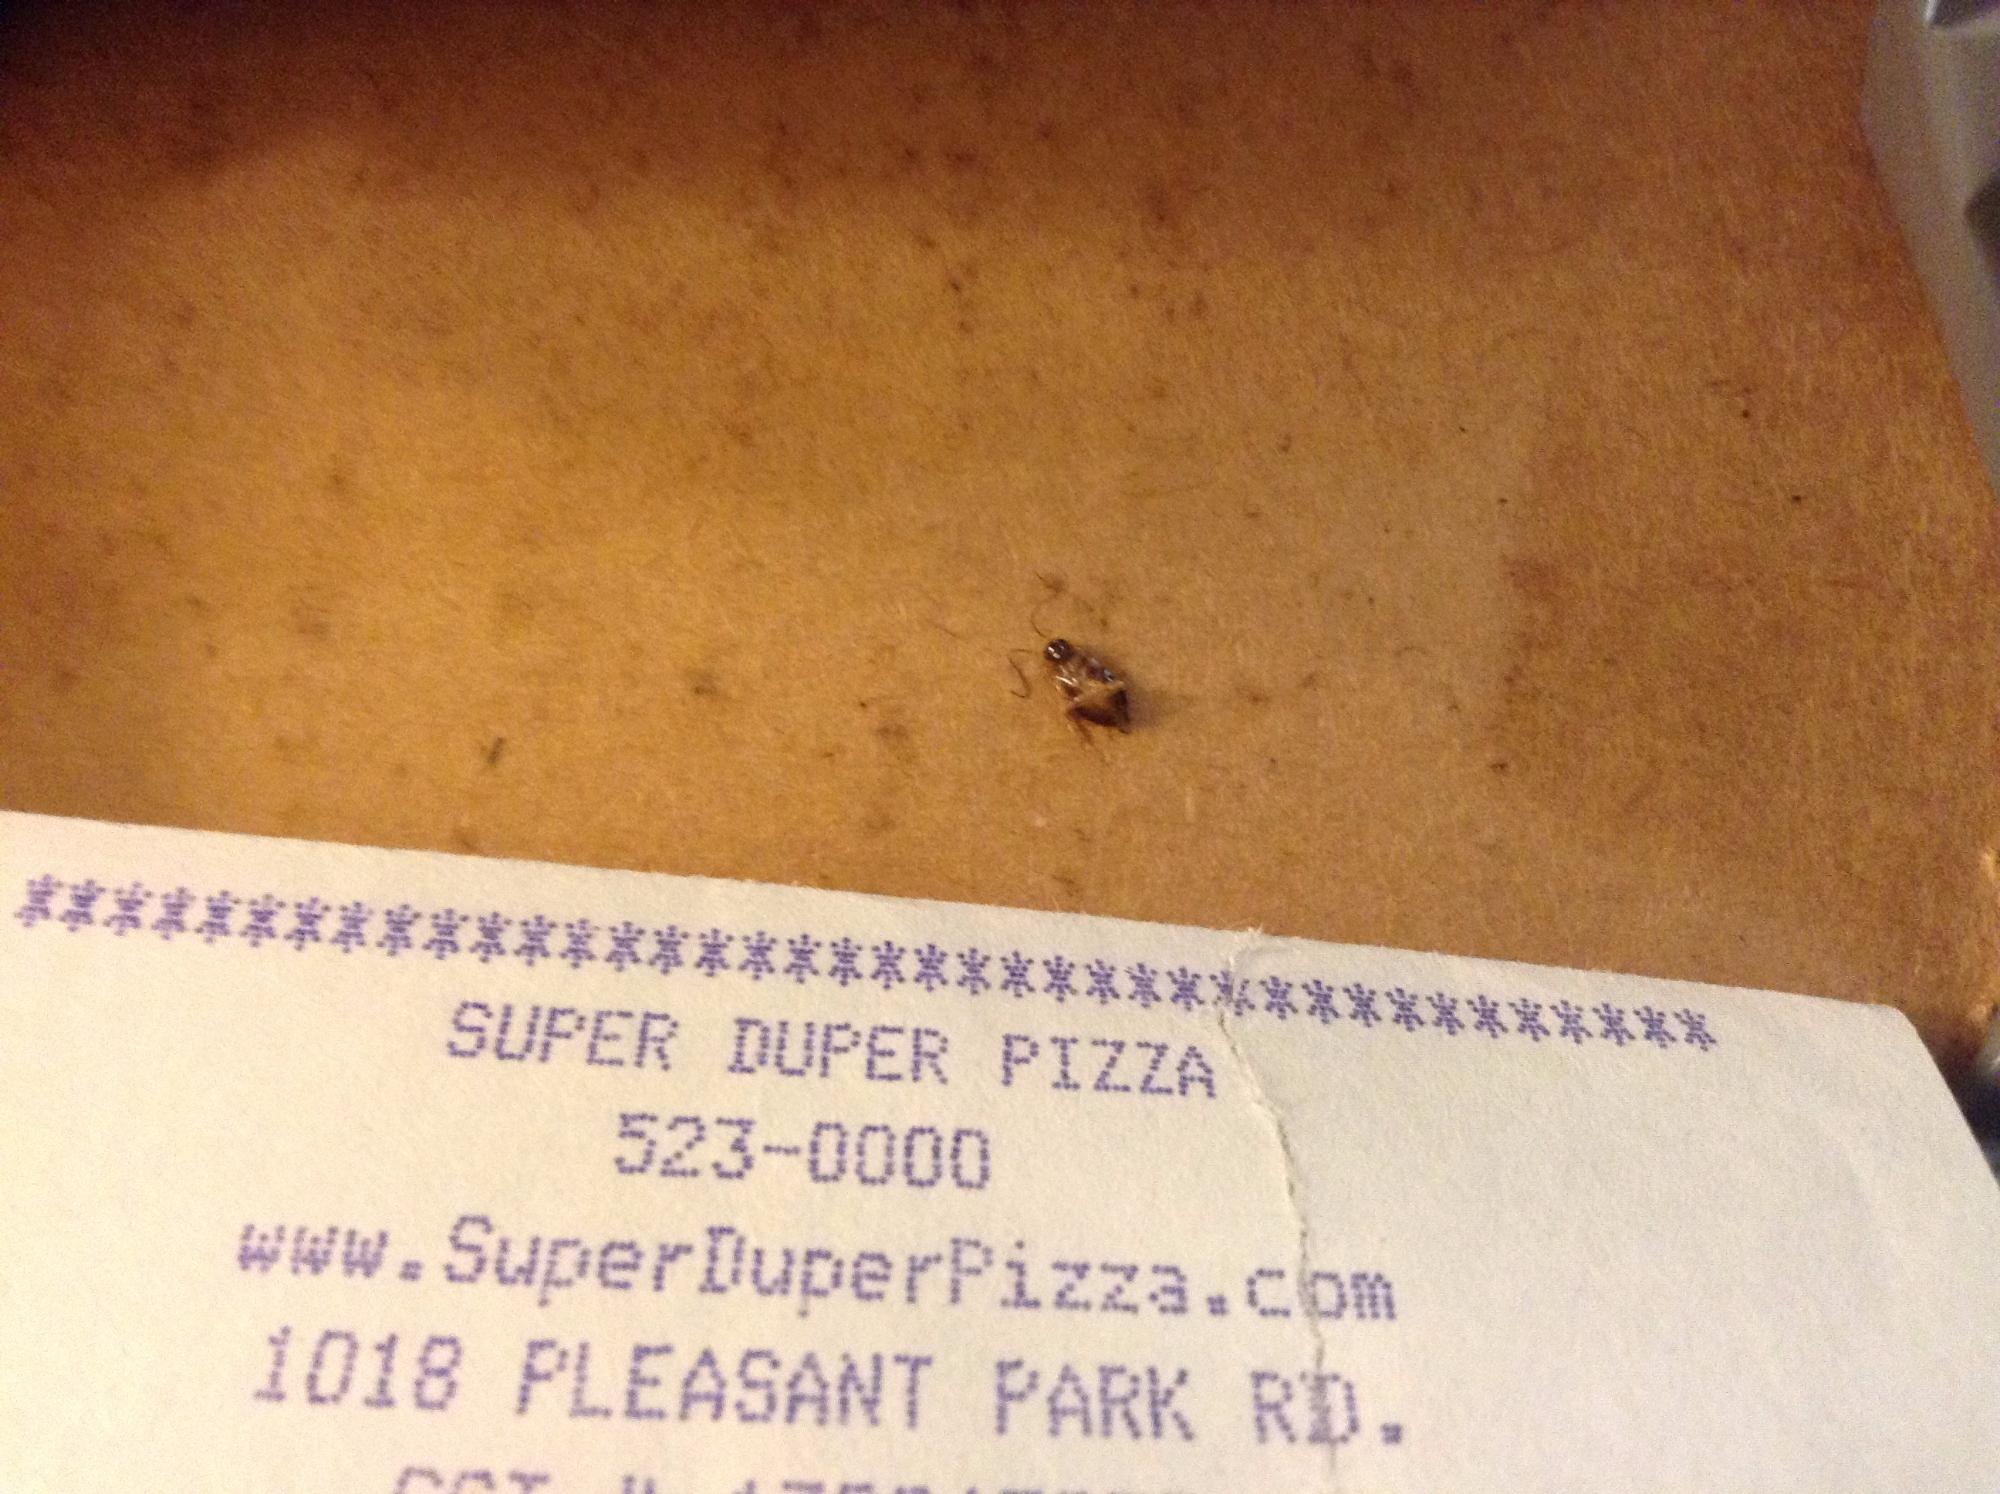 ****************************************
SUPER DUPER PIZZA
523-0000
www.SuperDuperPizza.com
1018 PLEASANT PARK RD.